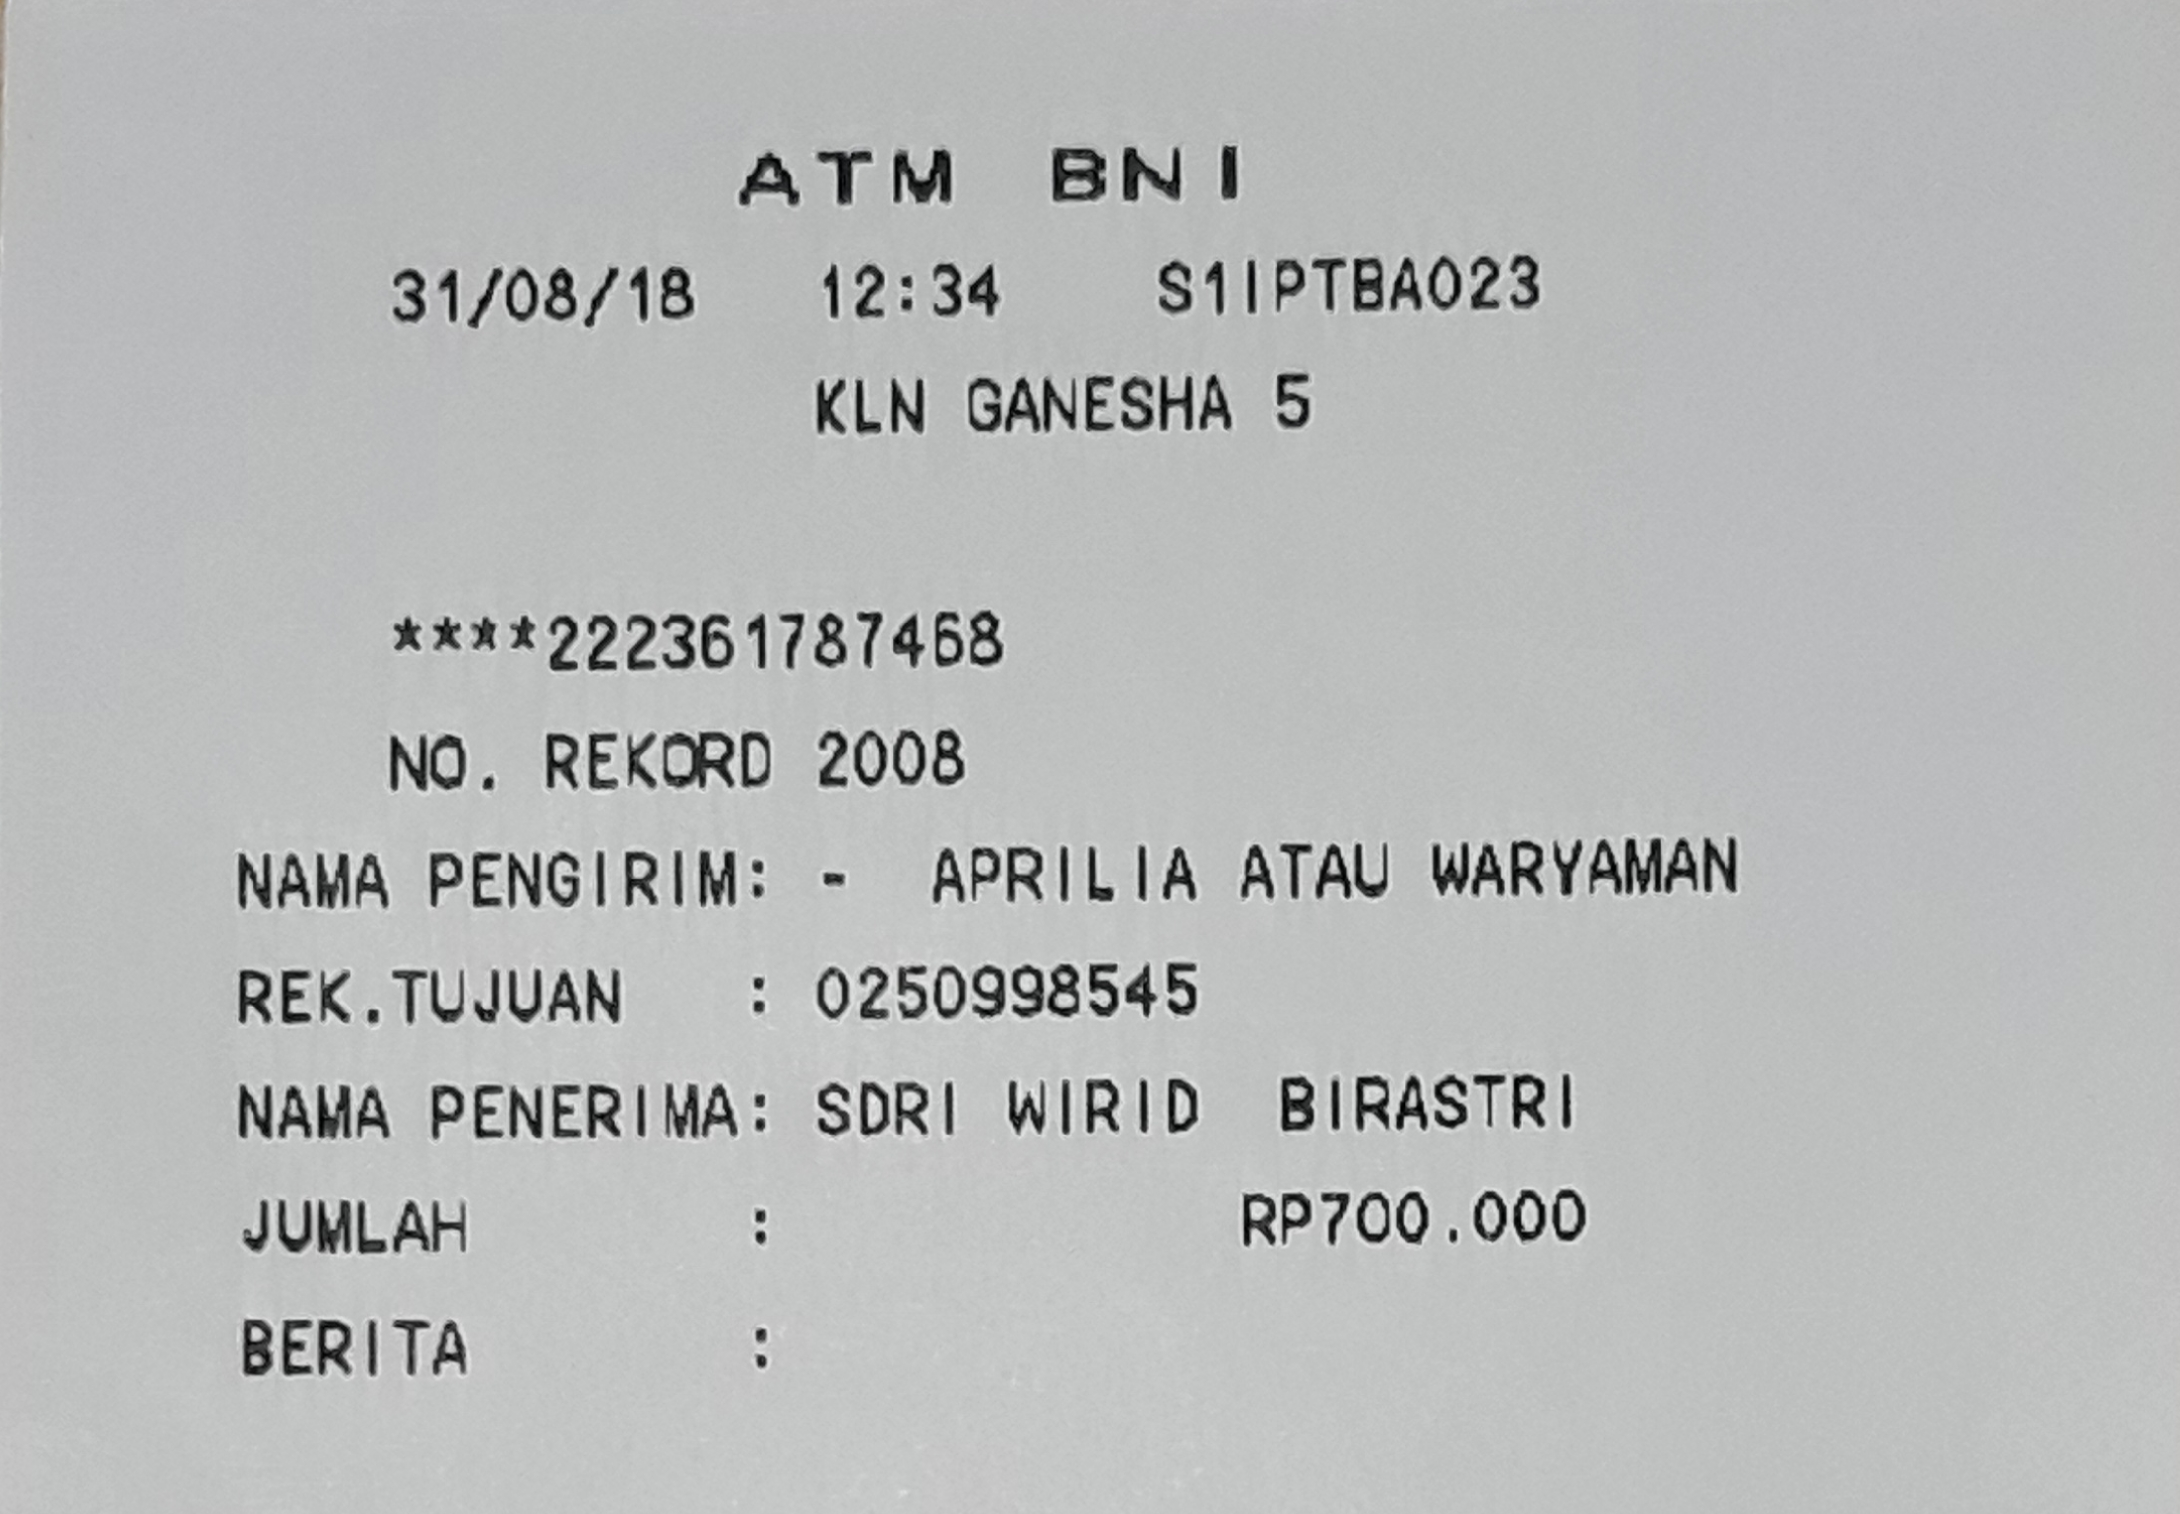 ATM BNI
31/08/18 12:34 S1IPTBA023
KLN GANESHA 5
****222361787468
NO. REKORD 2008
NAMA PENGIRIM: - APRILIA ATAU WARYAMAN
REK.TUJUAN : 0250998545
NAMA PENERIMA: SDRI WIRID BIRASTRI
JUMLAH : RP700.000
BERITA :